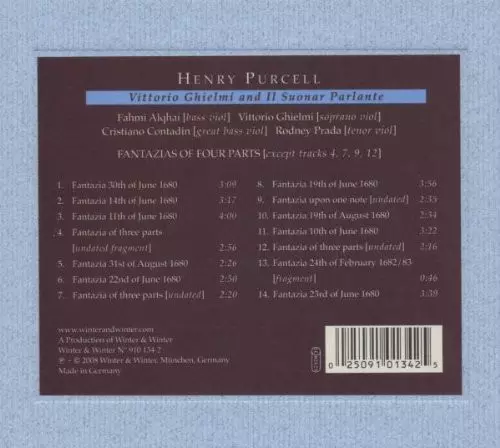 HENRY PURCELL
Vittorio Ghielmi and Il Suonar Parlante
Fahmi Alqhai [bass viol] Vittorio Ghielmi [soprano viol]
Cristiano Contadin [great bass viol] Rodney Prada [tenor viol]
FANTAZIAS OF FOUR PARTS [except tracks 4, 7, 9, 12]
1. Fantazia 30th of June 1680 3:09
2. Fantazia 14th of June 1680 3:17
3. Fantazia 11th of June 1680 4:00
4. Fantazia of three parts
[undated fragment] 2:56
5. Fantazia 31st of August 1680 2:26
6. Fantazia 22nd of June 1680 2:50
7. Fantazia of three parts [undated] 2:20
8. Fantazia 19th of June 1680 3:56
9. Fantazia upon one note [undated] 2:35
10. Fantazia 19th of August 1680 2:34
11. Fantazia 10th of June 1680 3:22
12. Fantazia of three parts [undated] 2:16
13. Fantazia 24th of February 1682/83
[fragment] 0:46
14. Fantazia 23rd of June 1680 3:39
www.winterandwinter.com
A Production of Winter & Winter
Winter & Winter N° 910 134-2
℗ – © 2008 Winter & Winter, München, Germany
Made in Germany
0 25091 01342 5